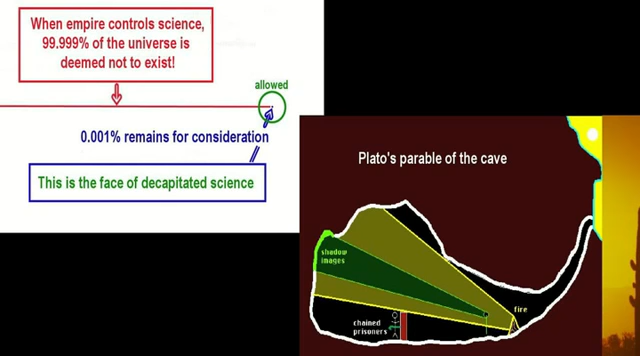 When empire controls science,
99.999% of the universe is
deemed not to exist!
allowed
0.001% remains for consideration
This is the face of decapitated science
Plato's parable of the cave
shadow
images
fire
chained
prisoners